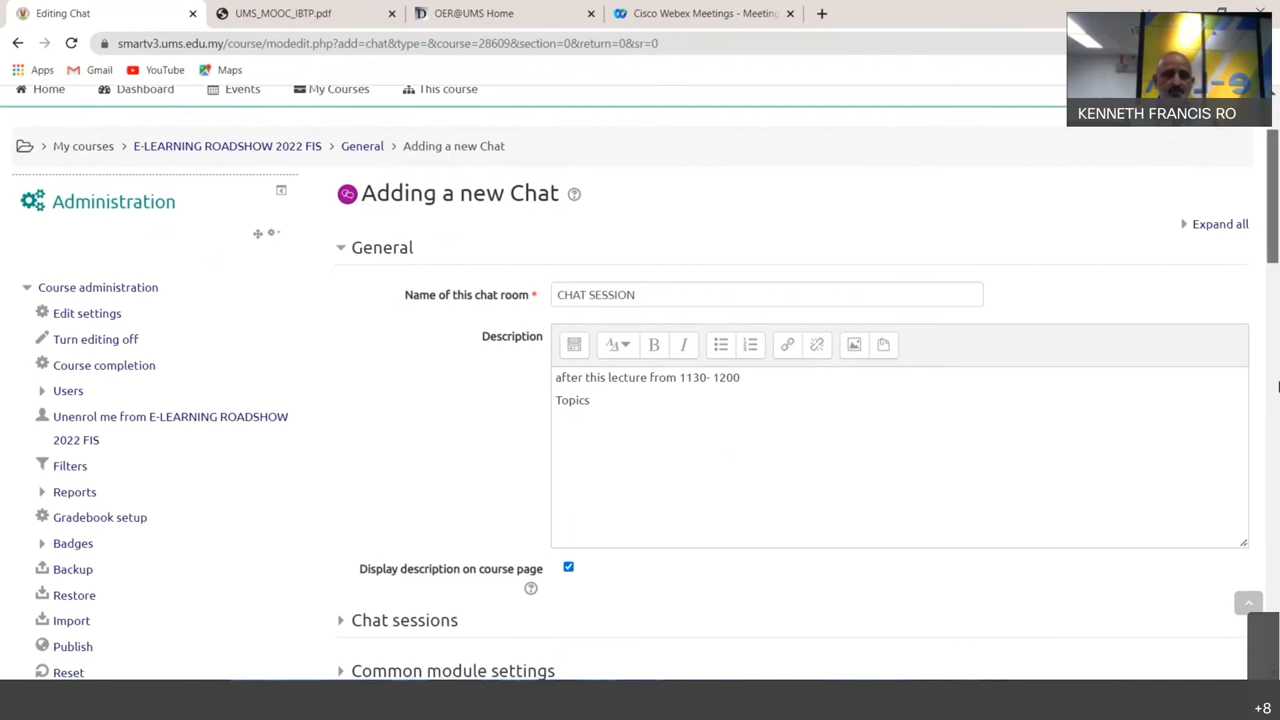 Editing Chat
UMS_MOOC_IBTP.pdf
OER@UMS Home
Cisco Webex Meetings - Meeting
smartv3.ums.edu.my/course/modedit.php?add=chat&type=&course=28609&section=0&return=0&sr=0
Apps
Gmail
YouTube
Maps
KENNETH FRANCIS RO
Home
Dashboard
Events
My Courses
This course
My courses
E-LEARNING ROADSHOW 2022 FIS
General
Adding a new Chat
Administration
Adding a new Chat
Expand all
General
Course administration
Name of this chat room *
CHAT SESSION
Edit settings
Description
Turn editing off
B I
Course completion
after this lecture from 1130- 1200
Users
Topics
Unenrol me from E-LEARNING ROADSHOW
2022 FIS
Filters
Reports
Gradebook setup
Badges
Backup
Display description on course page
Restore
Import
Chat sessions
Publish
Reset
Common module settings
+8